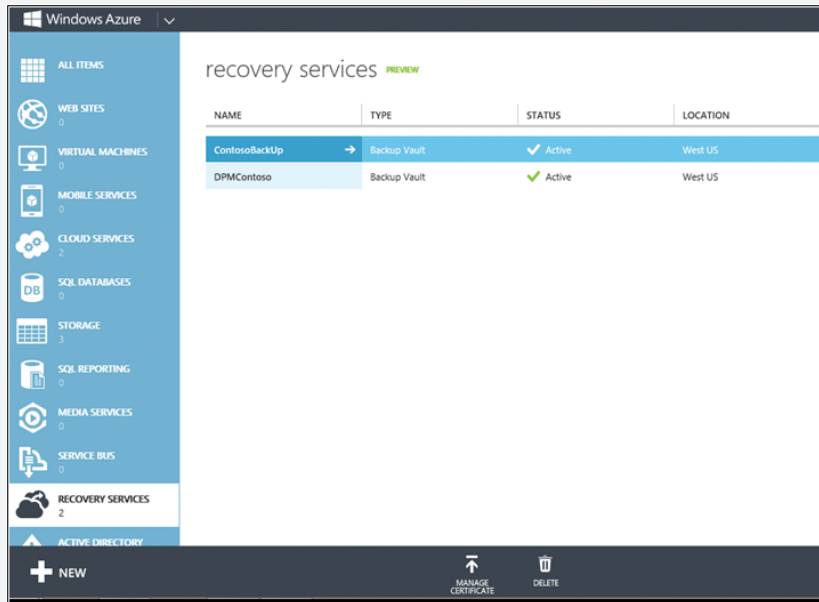 Windows Azure
ALL ITEMS
WEB SITES
0
VIRTUAL MACHINES
0
MOBILE SERVICES
0
CLOUD SERVICES
2
DB
SQL DATABASES
0
STORAGE
3
SQL REPORTING
0
MEDIA SERVICES
0
SERVICE BUS
0
RECOVERY SERVICES
2
ACTIVE DIRECTORY
recovery services PREVIEW
NAME TYPE STATUS LOCATION
ContosoBackUp Backup Vault Active West US
DPMContoso Backup Vault Active West US
NEW
MANAGE
CERTIFICATE
DELETE